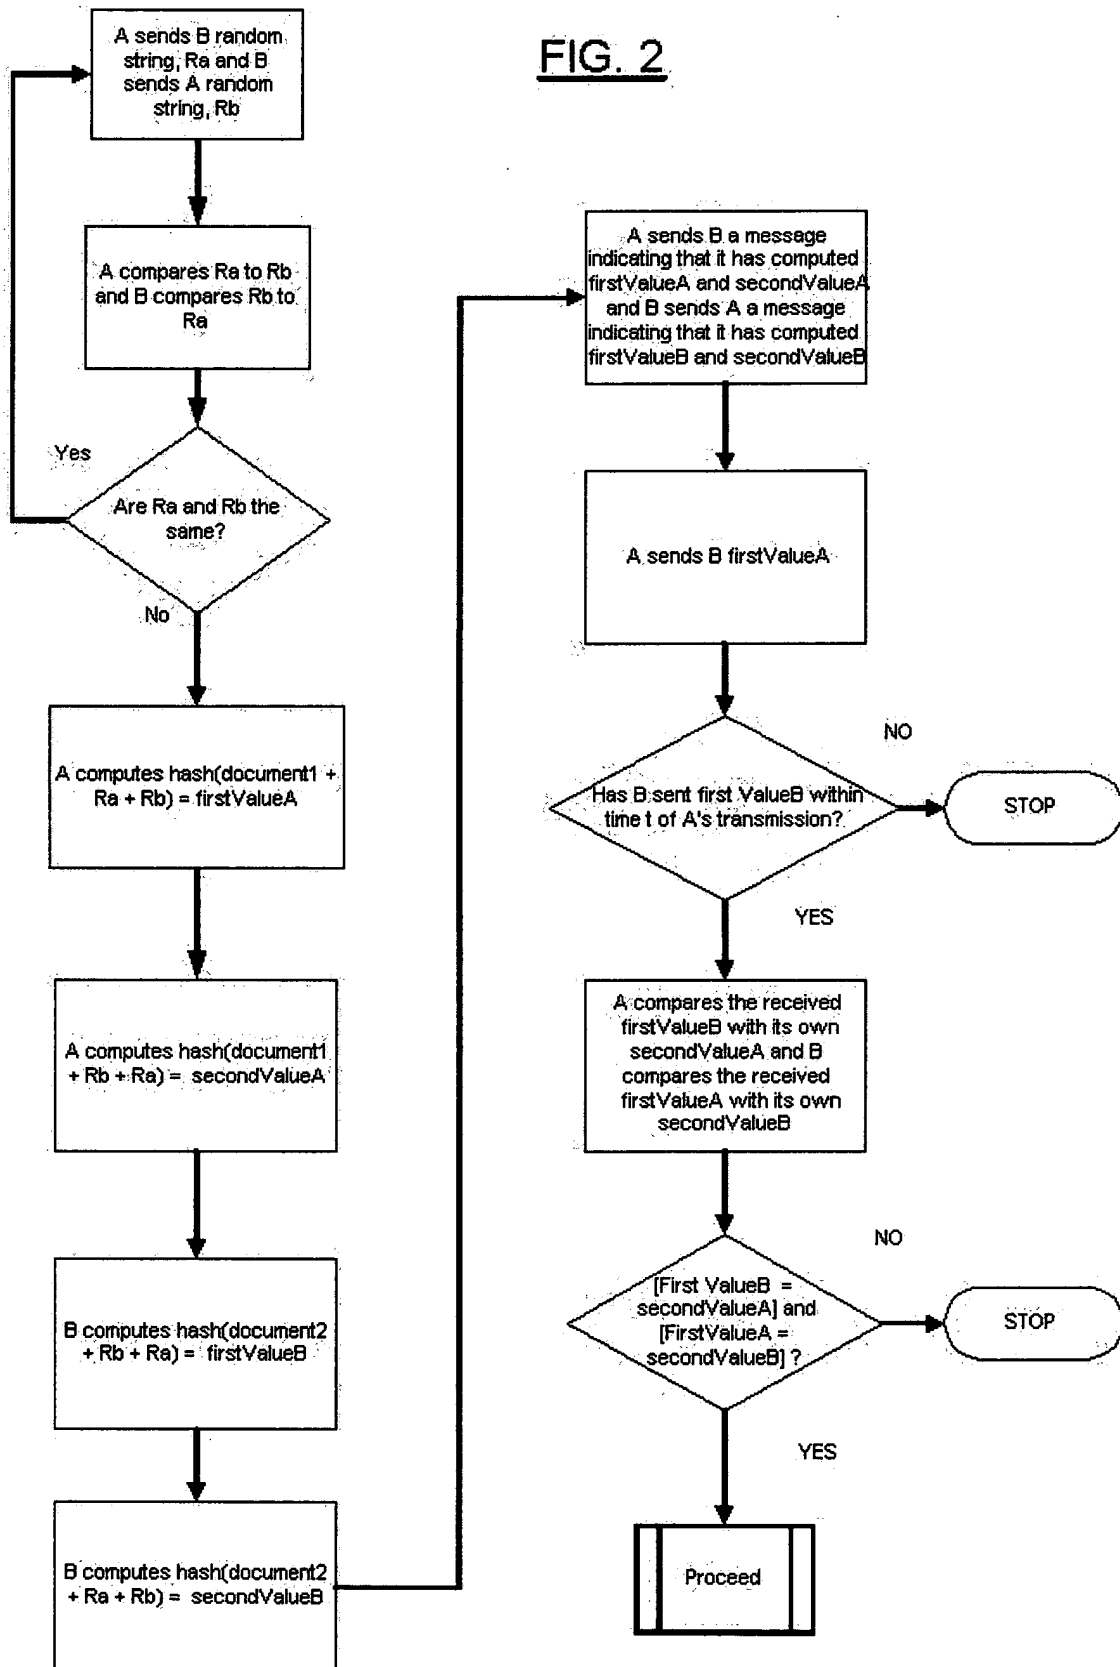 FIG. 2
A sends B random
string, Ra and B
sends A random
string, Rb
A compares Ra to Rb
and B compares Rb to
Ra
Yes
Are Ra and Rb the
same?
No
A computes hash(document1 +
Ra + Rb) = firstValueA
A computes hash(document1
+ Rb + Ra) = secondValueA
B computes hash(document2
+ Rb + Ra) = firstValueB
B computes hash(document2
+ Ra + Rb) = secondValueB
A sends B a message
indicating that it has computed
firstValueA and secondValueA
and B sends A a message
indicating that it has computed
firstValueB and secondValueB
A sends B firstValueA
NO
Has B sent first ValueB within
time t of A's transmission?
STOP
YES
A compares the received
firstValueB with its own
secondValueA and B
compares the received
firstValueA with its own
secondValueB
NO
[First ValueB =
secondValueA] and
[FirstValueA =
secondValueB] ?
STOP
YES
Proceed